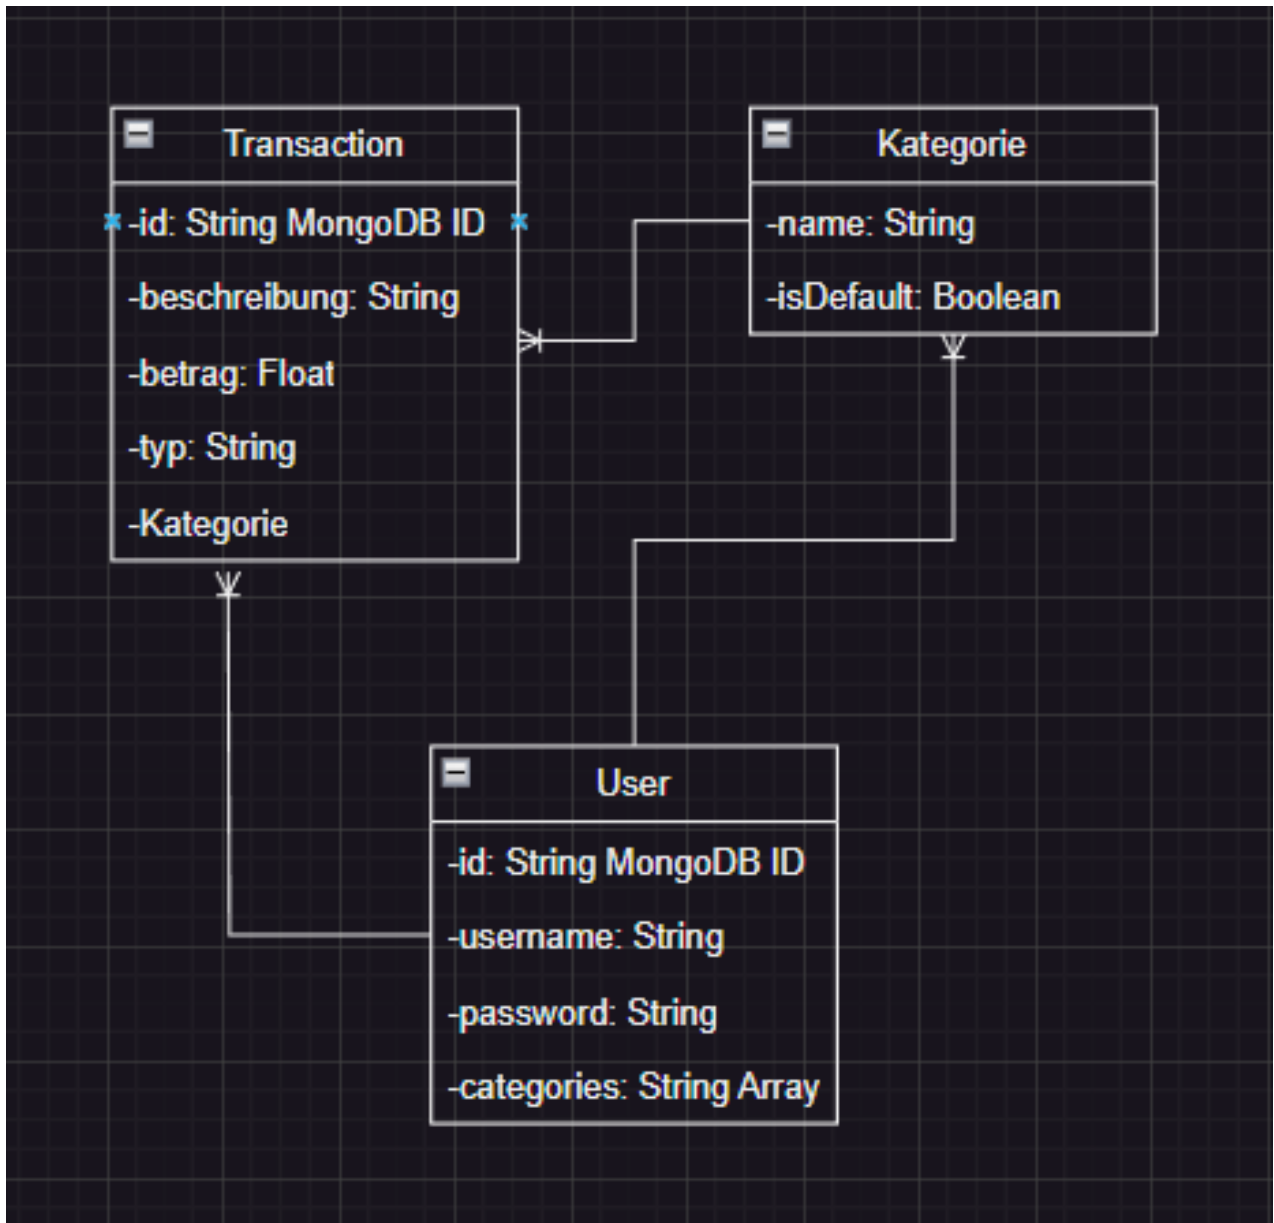 Transaction
-id: String MongoDB ID
-beschreibung: String
-betrag: Float
-typ: String
-Kategorie
Kategorie
-name: String
-isDefault: Boolean
User
-id: String MongoDB ID
-username: String
-password: String
-categories: String Array